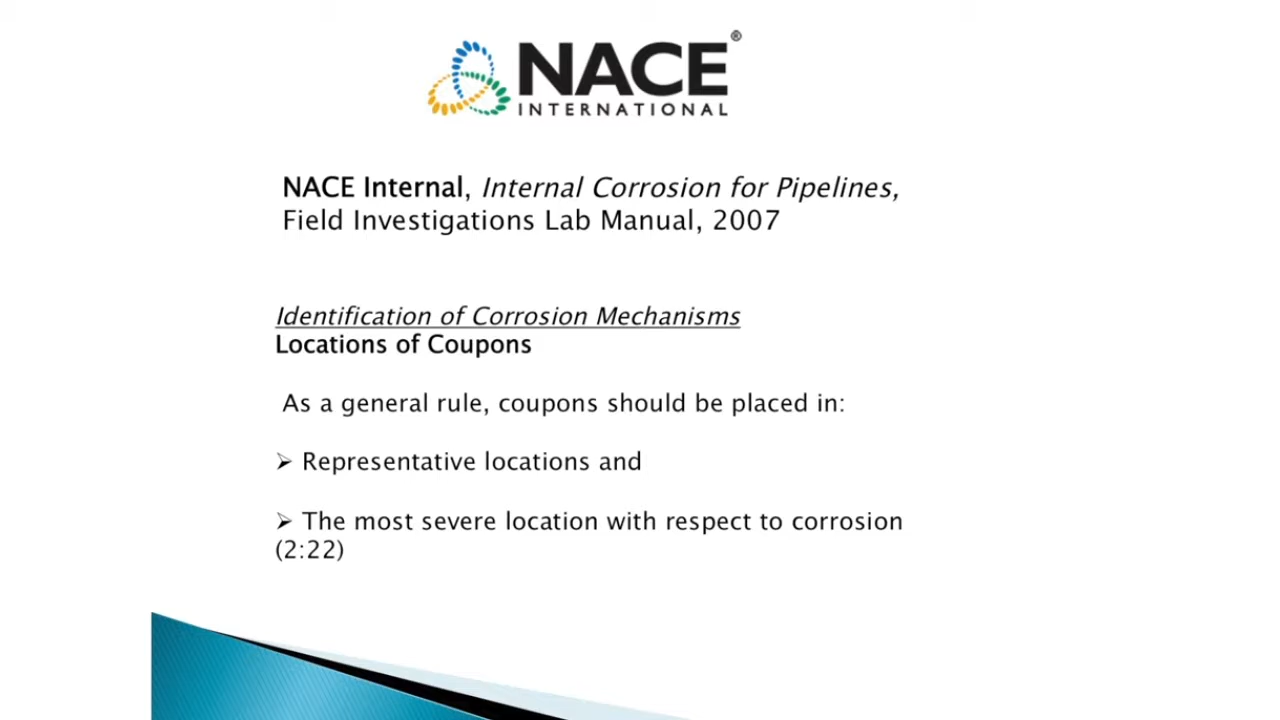 NACE®
INTERNATIONAL
NACE Internal, Internal Corrosion for Pipelines,
Field Investigations Lab Manual, 2007
Identification of Corrosion Mechanisms
Locations of Coupons
As a general rule, coupons should be placed in:
➢ Representative locations and
➢ The most severe location with respect to corrosion
(2:22)